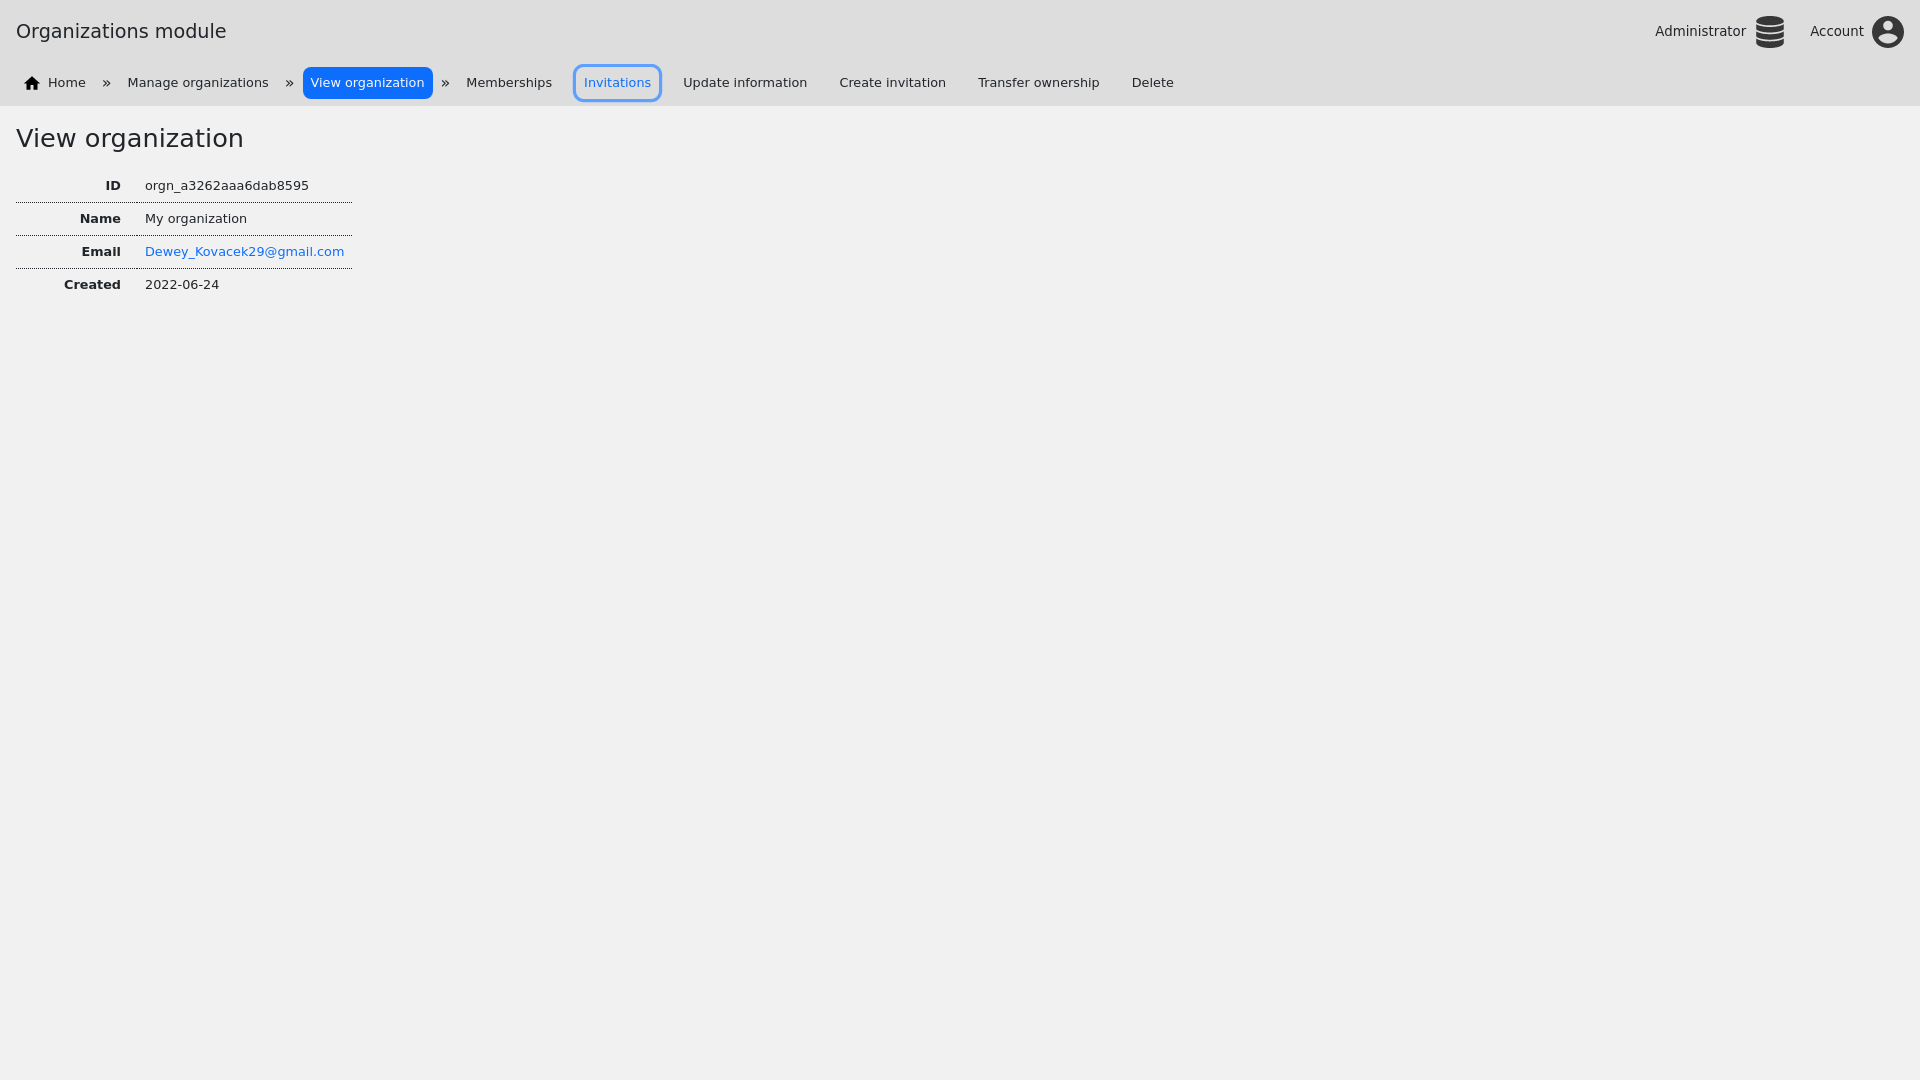 Organizations module
Administrator
Account
Home » Manage organizations » View organization » Memberships Invitations Update information Create invitation Transfer ownership Delete
View organization
ID orgn_a3262aaa6dab8595
Name My organization
Email Dewey_Kovacek29@gmail.com
Created 2022-06-24